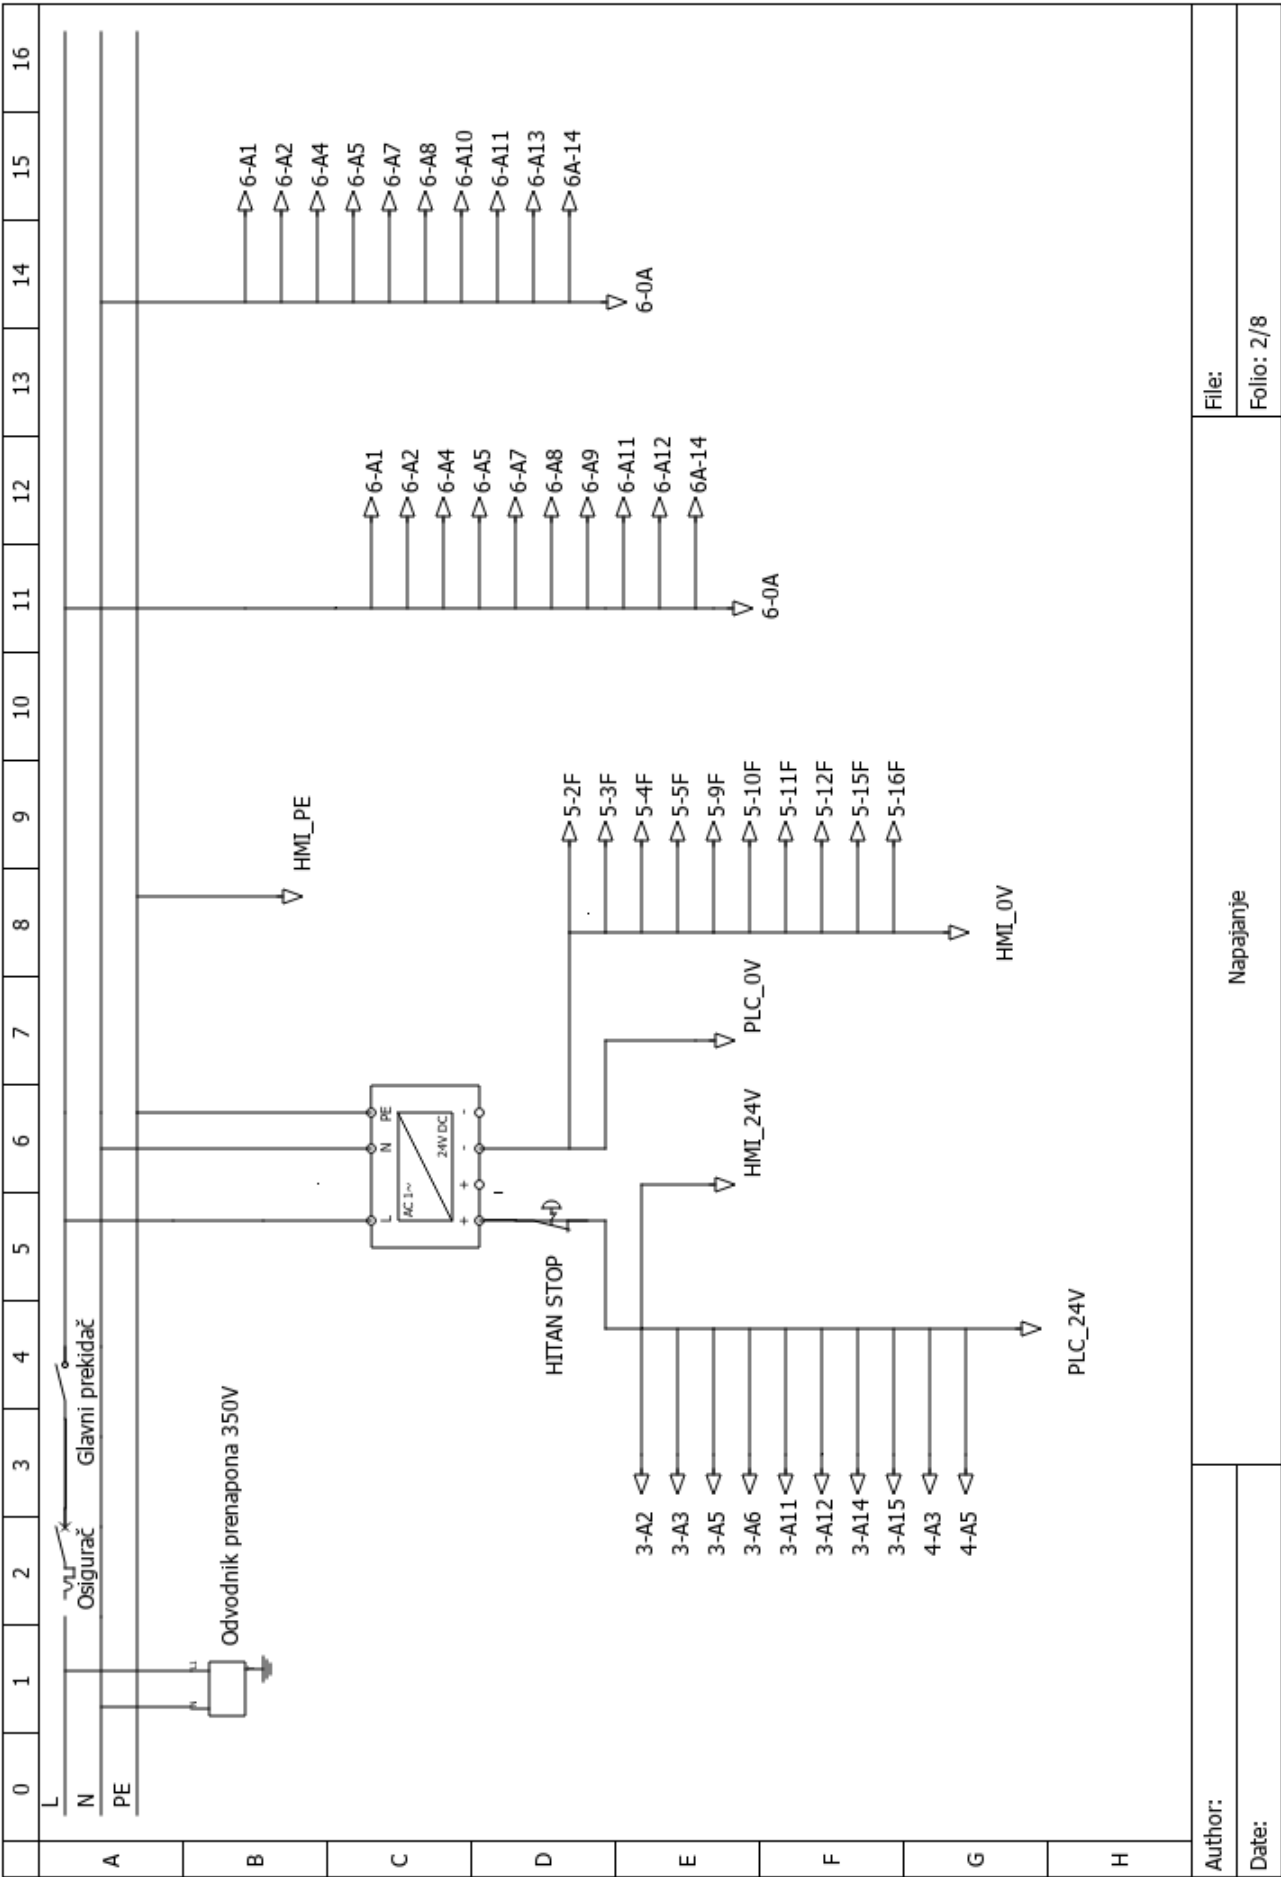 0 1 2 3 4 5 6 7 8 9 10 11 12 13 14 15 16
A
B
C
D
E
F
G
H
L
N
PE
Osigurač
Glavni prekidač
N
L1
Odvodnik prenapona 350V
L N PE
AC 1~
24V DC
+ + - -
HITAN STOP
HMI_PE
3-A2
3-A3
3-A5
3-A6
3-A11
3-A12
3-A14
3-A15
4-A3
4-A5
PLC_24V
HMI_24V
PLC_0V
5-2F
5-3F
5-4F
5-5F
5-9F
5-10F
5-11F
5-12F
5-15F
5-16F
HMI_0V
6-A1
6-A2
6-A4
6-A5
6-A7
6-A8
6-A9
6-A11
6-A12
6A-14
6-0A
6-A1
6-A2
6-A4
6-A5
6-A7
6-A8
6-A10
6-A11
6-A13
6A-14
6-0A
Author:
Date:
Napajanje
File:
Folio: 2/8